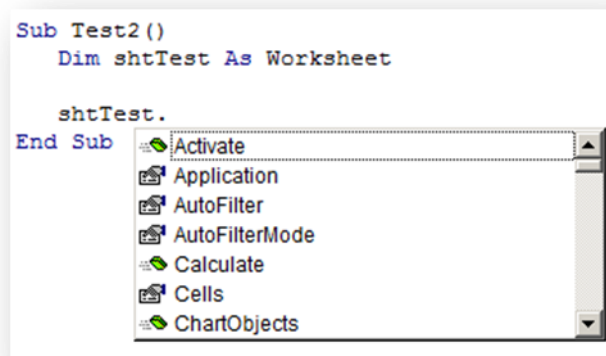 Sub Test2()
Dim shtTest As Worksheet
shtTest.
End Sub
Activate
Application
AutoFilter
AutoFilterMode
Calculate
Cells
ChartObjects